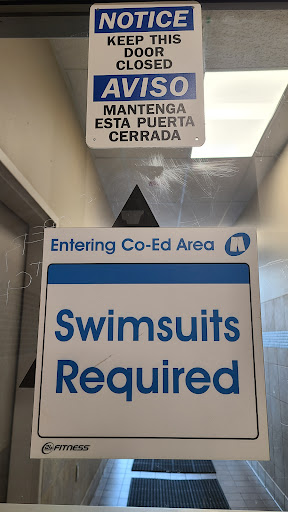 NOTICE
KEEP THIS
DOOR
CLOSED
AVISO
MANTENGA
ESTA PUERTA
CERRADA
Entering Co-Ed Area
Swimsuits
Required
24 FITNESS